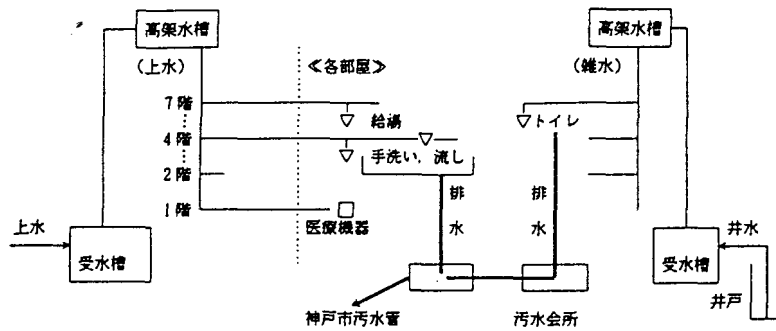 高架水槽
高架水槽
(上水)
≪各部屋≫
(雑水)
7階
給湯
トイレ
4階
手洗い，流し
2階
排水
排水
1階
医療機器
上水
井水
受水槽
受水槽
井戸
神戸市汚水管
汚水会所